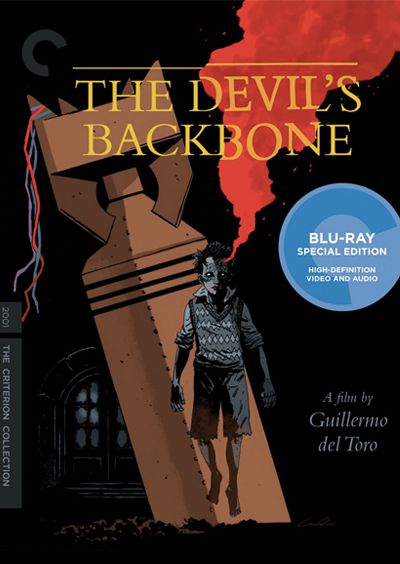 THE DEVIL'S
BACKBONE
BLU-RAY
SPECIAL EDITION
HIGH-DEFINITION
VIDEO AND AUDIO
2001
THE CRITERION COLLECTION
A film by
Guillermo
del Toro